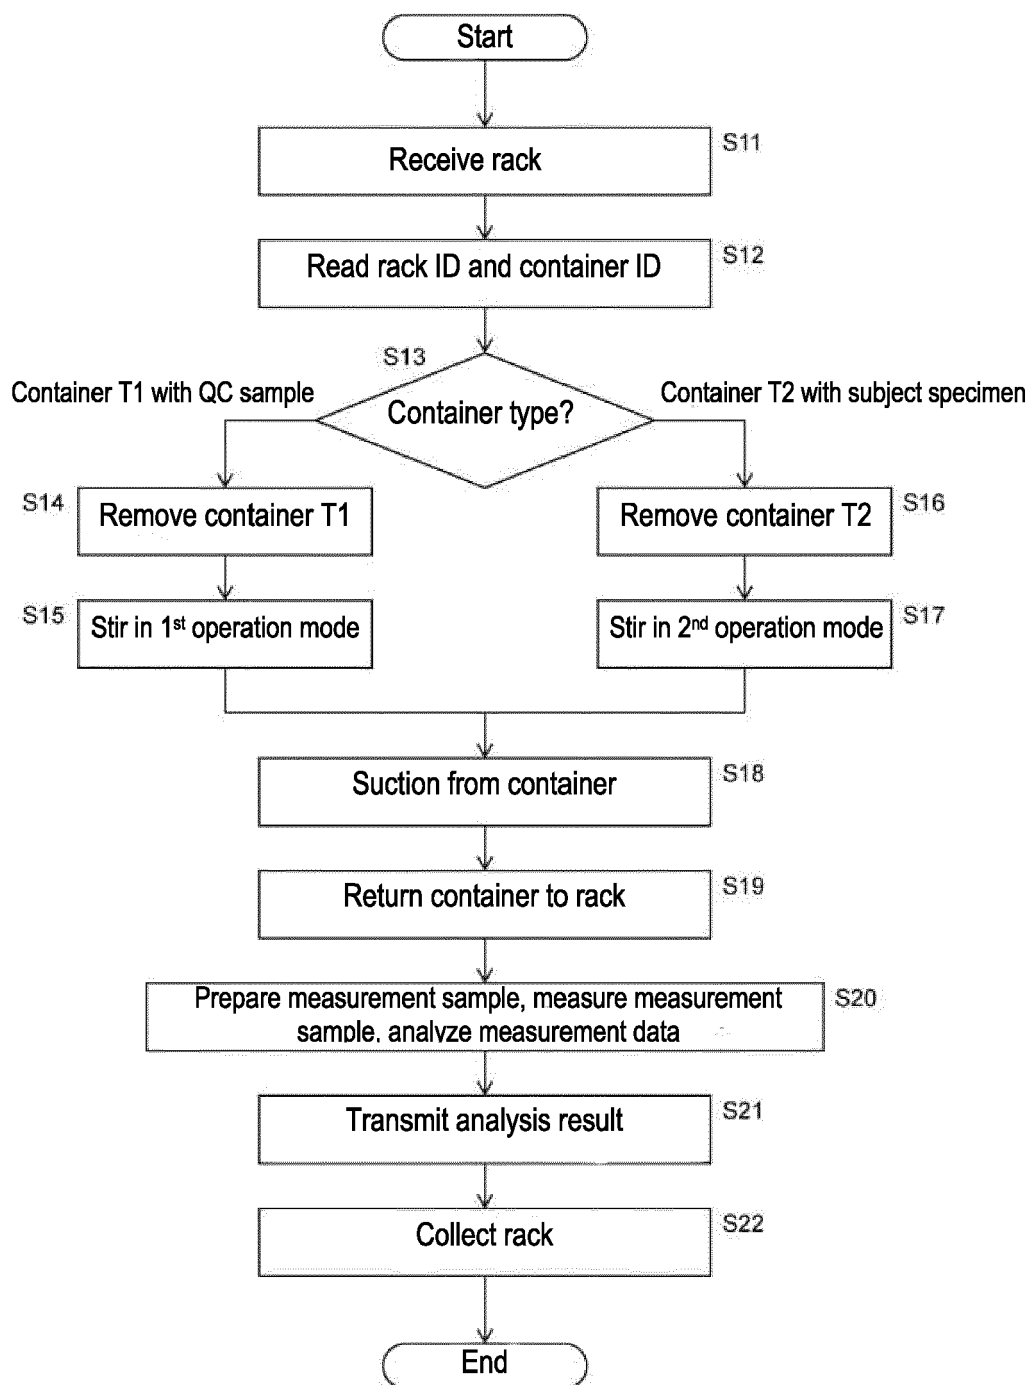 Start
Receive rack
S11
Read rack ID and container ID
S12
S13
Container type?
Container T1 with QC sample
Container T2 with subject specimen
S14
Remove container T1
Remove container T2
S16
S15
Stir in 1st operation mode
Stir in 2nd operation mode
S17
Suction from container
S18
Return container to rack
S19
Prepare measurement sample, measure measurement
sample, analyze measurement data
S20
Transmit analysis result
S21
Collect rack
S22
End